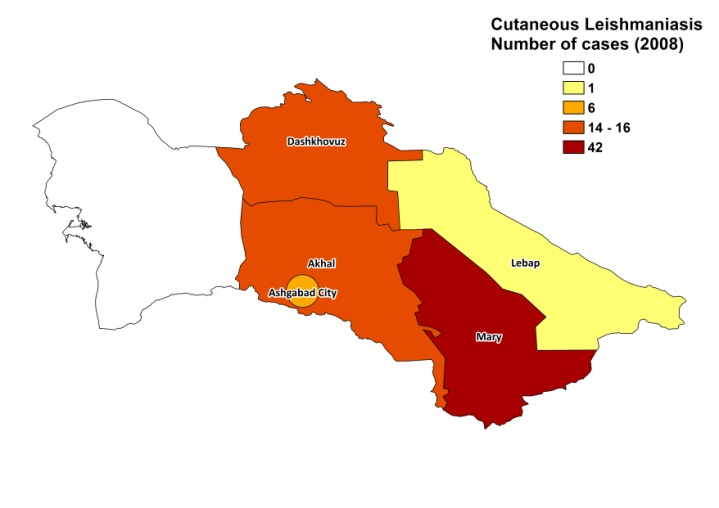 Cutaneous Leishmaniasis
Number of cases (2008)
0
1
6
14 - 16
42
Dashkhovuz
Akhal
Lebap
Ashgabad City
Mary